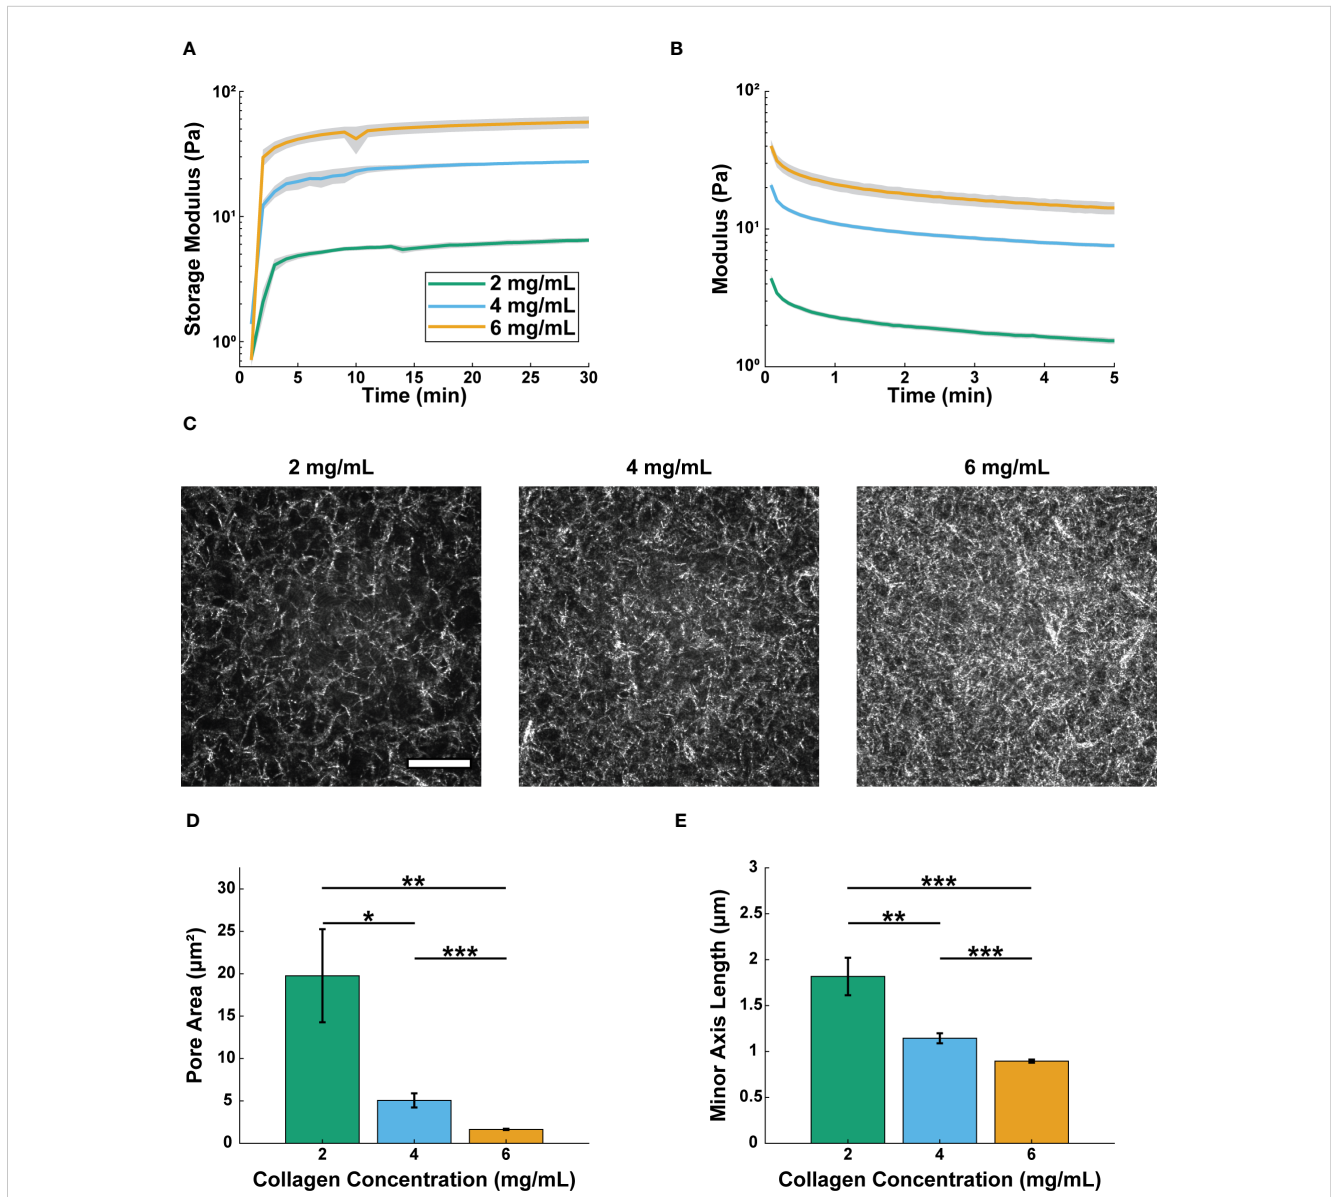 A
B
10²
10¹
10⁰
Storage Modulus (Pa)
2 mg/mL
4 mg/mL
6 mg/mL
0 5 10 15 20 25 30
Time (min)
10²
10¹
10⁰
Modulus (Pa)
0 1 2 3 4 5
Time (min)
C
2 mg/mL 4 mg/mL 6 mg/mL
D
E
30
25
20
15
10
5
0
Pore Area (µm²)
**
*
***
2 4 6
Collagen Concentration (mg/mL)
3
2.5
2
1.5
1
0.5
0
Minor Axis Length (µm)
***
**
***
2 4 6
Collagen Concentration (mg/mL)